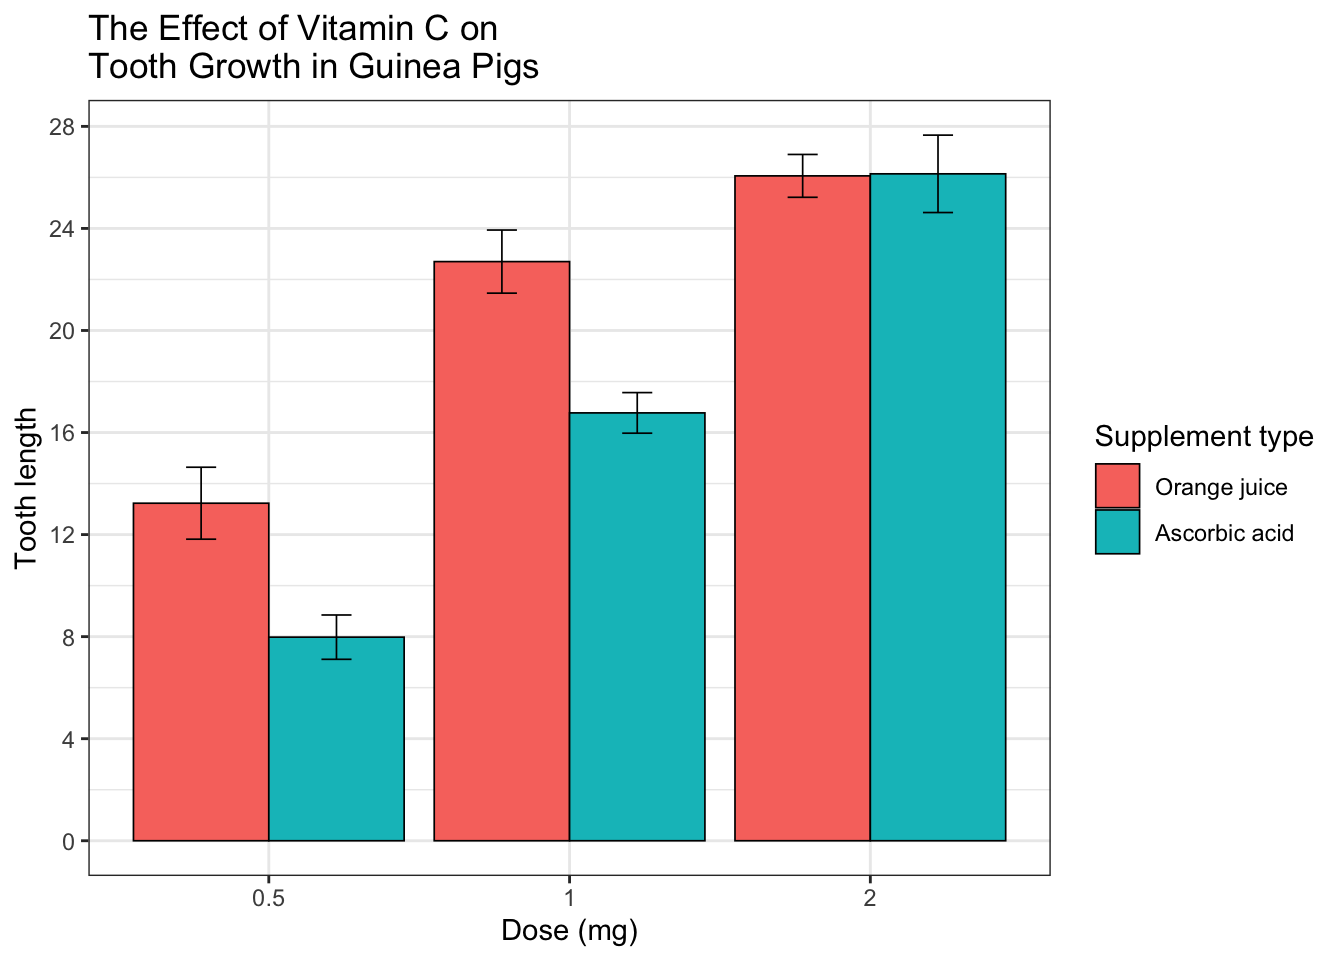 The Effect of Vitamin C on
Tooth Growth in Guinea Pigs
28
24
20
16
12
8
4
0
Tooth length
0.5 1 2
Dose (mg)
Supplement type
Orange juice
Ascorbic acid